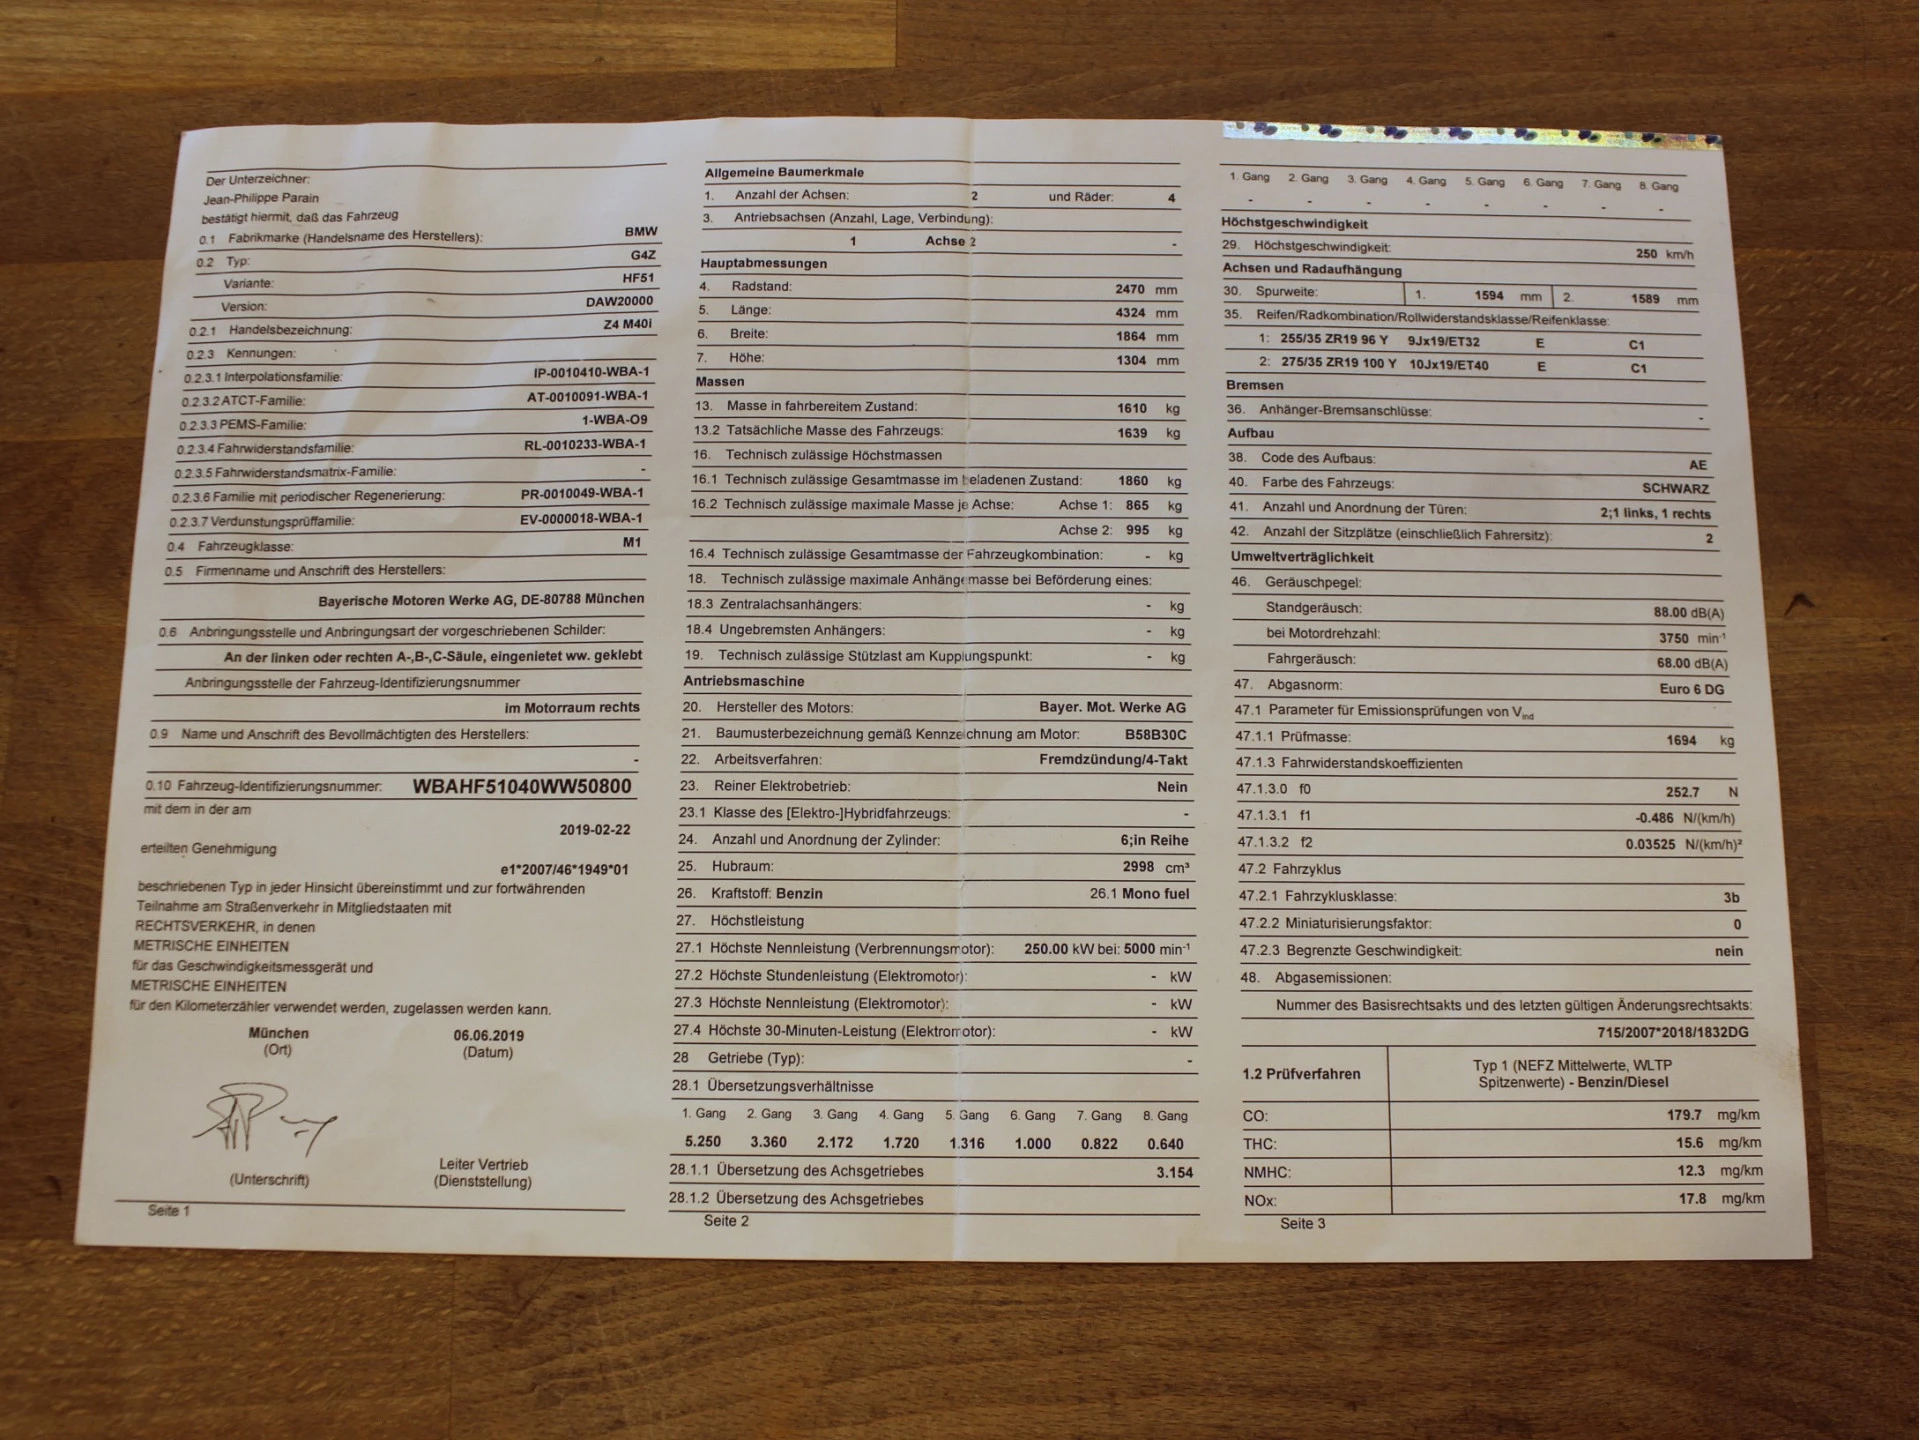 Der Unterzeichner:
Jean-Philippe Parain
bestätigt hiermit, daß das Fahrzeug
0.1 Fabrikmarke (Handelsname des Herstellers): BMW
0.2 Typ: G4Z
Variante: HF51
Version: DAW20000
0.2.1 Handelsbezeichnung: Z4 M40i
0.2.3 Kennungen:
0.2.3.1 Interpolationsfamilie: IP-0010410-WBA-1
0.2.3.2 ATCT-Familie: AT-0010091-WBA-1
0.2.3.3 PEMS-Familie: 1-WBA-O9
0.2.3.4 Fahrwiderstandsfamilie: RL-0010233-WBA-1
0.2.3.5 Fahrwiderstandsmatrix-Familie: -
0.2.3.6 Familie mit periodischer Regenerierung: PR-0010049-WBA-1
0.2.3.7 Verdunstungsprüffamilie: EV-0000018-WBA-1
0.4 Fahrzeugklasse: M1
0.5 Firmenname und Anschrift des Herstellers:
Bayerische Motoren Werke AG, DE-80788 München
0.6 Anbringungsstelle und Anbringungsart der vorgeschriebenen Schilder:
An der linken oder rechten A-,B-,C-Säule, eingenietet ww. geklebt
Anbringungsstelle der Fahrzeug-Identifizierungsnummer
im Motorraum rechts
0.9 Name und Anschrift des Bevollmächtigten des Herstellers:
-
0.10 Fahrzeug-Identifizierungsnummer: WBAHF51040WW50800
mit dem in der am
2019-02-22
erteilten Genehmigung
e1*2007/46*1949*01
beschriebenen Typ in jeder Hinsicht übereinstimmt und zur fortwährenden
Teilnahme am Straßenverkehr in Mitgliedstaaten mit
RECHTSVERKEHR, in denen
METRISCHE EINHEITEN
für das Geschwindigkeitsmessgerät und
METRISCHE EINHEITEN
für den Kilometerzähler verwendet werden, zugelassen werden kann.
München 06.06.2019
(Ort) (Datum)
Leiter Vertrieb
(Unterschrift) (Dienststellung)
Seite 1
Allgemeine Baumerkmale
1. Anzahl der Achsen: 2 und Räder: 4
3. Antriebsachsen (Anzahl, Lage, Verbindung):
1 Achse 2 -
Hauptabmessungen
4. Radstand: 2470 mm
5. Länge: 4324 mm
6. Breite: 1864 mm
7. Höhe: 1304 mm
Massen
13. Masse in fahrbereitem Zustand: 1610 kg
13.2 Tatsächliche Masse des Fahrzeugs: 1639 kg
16. Technisch zulässige Höchstmassen
16.1 Technisch zulässige Gesamtmasse im beladenen Zustand: 1860 kg
16.2 Technisch zulässige maximale Masse je Achse: Achse 1: 865 kg
Achse 2: 995 kg
16.4 Technisch zulässige Gesamtmasse der Fahrzeugkombination: - kg
18. Technisch zulässige maximale Anhängemasse bei Beförderung eines:
18.3 Zentralachsanhängers: - kg
18.4 Ungebremsten Anhängers: - kg
19. Technisch zulässige Stützlast am Kupplungspunkt: - kg
Antriebsmaschine
20. Hersteller des Motors: Bayer. Mot. Werke AG
21. Baumusterbezeichnung gemäß Kennzeichnung am Motor: B58B30C
22. Arbeitsverfahren: Fremdzündung/4-Takt
23. Reiner Elektrobetrieb: Nein
23.1 Klasse des [Elektro-]Hybridfahrzeugs: -
24. Anzahl und Anordnung der Zylinder: 6;in Reihe
25. Hubraum: 2998 cm³
26. Kraftstoff: Benzin 26.1 Mono fuel
27. Höchstleistung
27.1 Höchste Nennleistung (Verbrennungsmotor): 250.00 kW bei: 5000 min⁻¹
27.2 Höchste Stundenleistung (Elektromotor): - kW
27.3 Höchste Nennleistung (Elektromotor): - kW
27.4 Höchste 30-Minuten-Leistung (Elektromotor): - kW
28 Getriebe (Typ): -
28.1 Übersetzungsverhältnisse
1. Gang 2. Gang 3. Gang 4. Gang 5. Gang 6. Gang 7. Gang 8. Gang
5.250 3.360 2.172 1.720 1.316 1.000 0.822 0.640
28.1.1 Übersetzung des Achsgetriebes 3.154
28.1.2 Übersetzung des Achsgetriebes
Seite 2
1. Gang 2. Gang 3. Gang 4. Gang 5. Gang 6. Gang 7. Gang 8. Gang
- - - - - - - -
Höchstgeschwindigkeit
29. Höchstgeschwindigkeit: 250 km/h
Achsen und Radaufhängung
30. Spurweite: 1. 1594 mm 2. 1589 mm
35. Reifen/Radkombination/Rollwiderstandsklasse/Reifenklasse:
1: 255/35 ZR19 96 Y 9Jx19/ET32 E C1
2: 275/35 ZR19 100 Y 10Jx19/ET40 E C1
Bremsen
36. Anhänger-Bremsanschlüsse: -
Aufbau
38. Code des Aufbaus: AE
40. Farbe des Fahrzeugs: SCHWARZ
41. Anzahl und Anordnung der Türen: 2;1 links, 1 rechts
42. Anzahl der Sitzplätze (einschließlich Fahrersitz): 2
Umweltverträglichkeit
46. Geräuschpegel:
Standgeräusch: 88.00 dB(A)
bei Motordrehzahl: 3750 min⁻¹
Fahrgeräusch: 68.00 dB(A)
47. Abgasnorm: Euro 6 DG
47.1 Parameter für Emissionsprüfungen von Vind
47.1.1 Prüfmasse: 1694 kg
47.1.3 Fahrwiderstandskoeffizienten
47.1.3.0 f0 252.7 N
47.1.3.1 f1 -0.486 N/(km/h)
47.1.3.2 f2 0.03525 N/(km/h)²
47.2 Fahrzyklus
47.2.1 Fahrzyklusklasse: 3b
47.2.2 Miniaturisierungsfaktor: 0
47.2.3 Begrenzte Geschwindigkeit: nein
48. Abgasemissionen:
Nummer des Basisrechtsakts und des letzten gültigen Änderungsrechtsakts:
715/2007*2018/1832DG
1.2 Prüfverfahren Typ 1 (NEFZ Mittelwerte, WLTP
Spitzenwerte) - Benzin/Diesel
CO: 179.7 mg/km
THC: 15.6 mg/km
NMHC: 12.3 mg/km
NOx: 17.8 mg/km
Seite 3